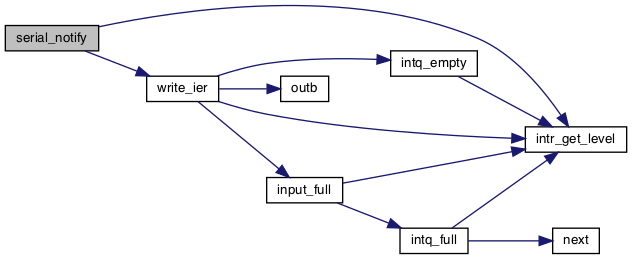 serial_notify
write_ier
intq_empty
outb
intr_get_level
input_full
intq_full
next